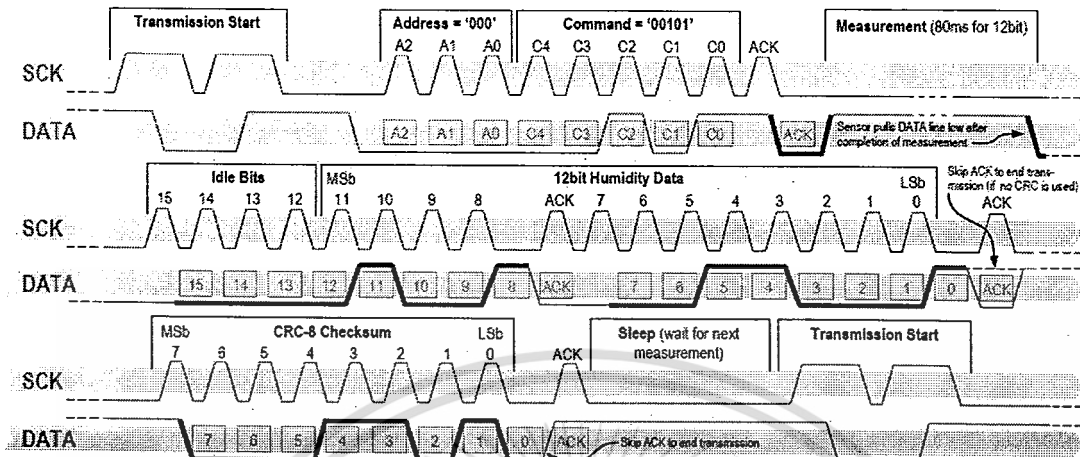 Transmission Start Address = '000' Command = '00101' Measurement (80ms for 12bit)
A2 A1 A0 C4 C3 C2 C1 C0 ACK
SCK
DATA A2 A1 A0 C4 C3 C2 C1 C0 ACK
Sensor pulls DATA line low after
completion of measurement
Idle Bits MSb 12bit Humidity Data LSb
Skip ACK to end trans-
mission (if no CRC is used)
15 14 13 12 11 10 9 8 ACK 7 6 5 4 3 2 1 0 ACK
SCK
DATA 15 14 13 12 11 10 9 8 ACK 7 6 5 4 3 2 1 0 ACK
MSb CRC-8 Checksum LSb Sleep (wait for next Transmission Start
measurement)
7 6 5 4 3 2 1 0 ACK
SCK
DATA 7 6 5 4 3 2 1 0 ACK Skip ACK to end transmission